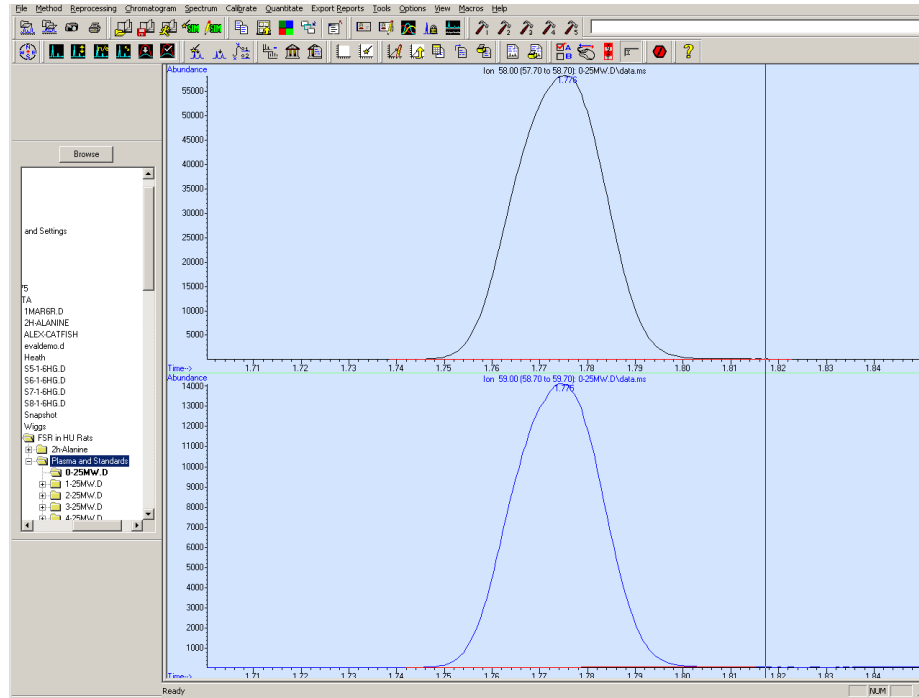 File Method Reprocessing Chromatogram Spectrum Calibrate Quantitate Export Reports Tools Options View Macros Help
Browse
and Settings
TA
1MAR6R.D
2H-ALANINE
ALEX-CATFISH
evaldemo.d
Heath
S5-1-6HG.D
S6-1-6HG.D
S7-1-6HG.D
S8-1-6HG.D
Snapshot
Wiggs
FSR in HU Rats
2h-Alanine
Plasma and Standards
0-25MW.D
1-25MW.D
2-25MW.D
3-25MW.D
4-25MW.D
Abundance
Ion 58.00 (57.70 to 58.70): 0-25MW.D\data.ms
1.776
55000
50000
45000
40000
35000
30000
25000
20000
15000
10000
5000
Time-->
1.71 1.72 1.73 1.74 1.75 1.76 1.77 1.78 1.79 1.80 1.81 1.82 1.83 1.84
Abundance
Ion 59.00 (58.70 to 59.70): 0-25MW.D\data.ms
1.775
14000
13000
12000
11000
10000
9000
8000
7000
6000
5000
4000
3000
2000
1000
Time-->
1.71 1.72 1.73 1.74 1.75 1.76 1.77 1.78 1.79 1.80 1.81 1.82 1.83 1.84
Ready
NUM